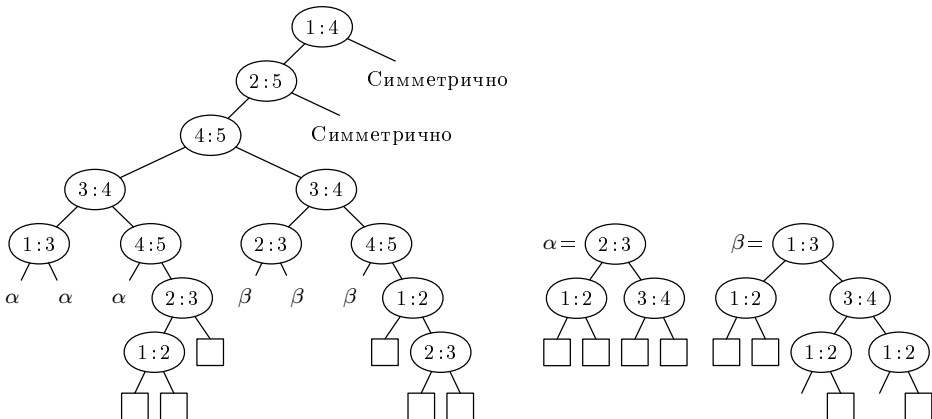 1:4
Симметрично
2:5
Симметрично
4:5
3:4 3:4
1:3 4:5 2:3 4:5 α= 2:3 β= 1:3
α α α 2:3 β β β 1:2 1:2 3:4 1:2 3:4
1:2 2:3 1:2 1:2